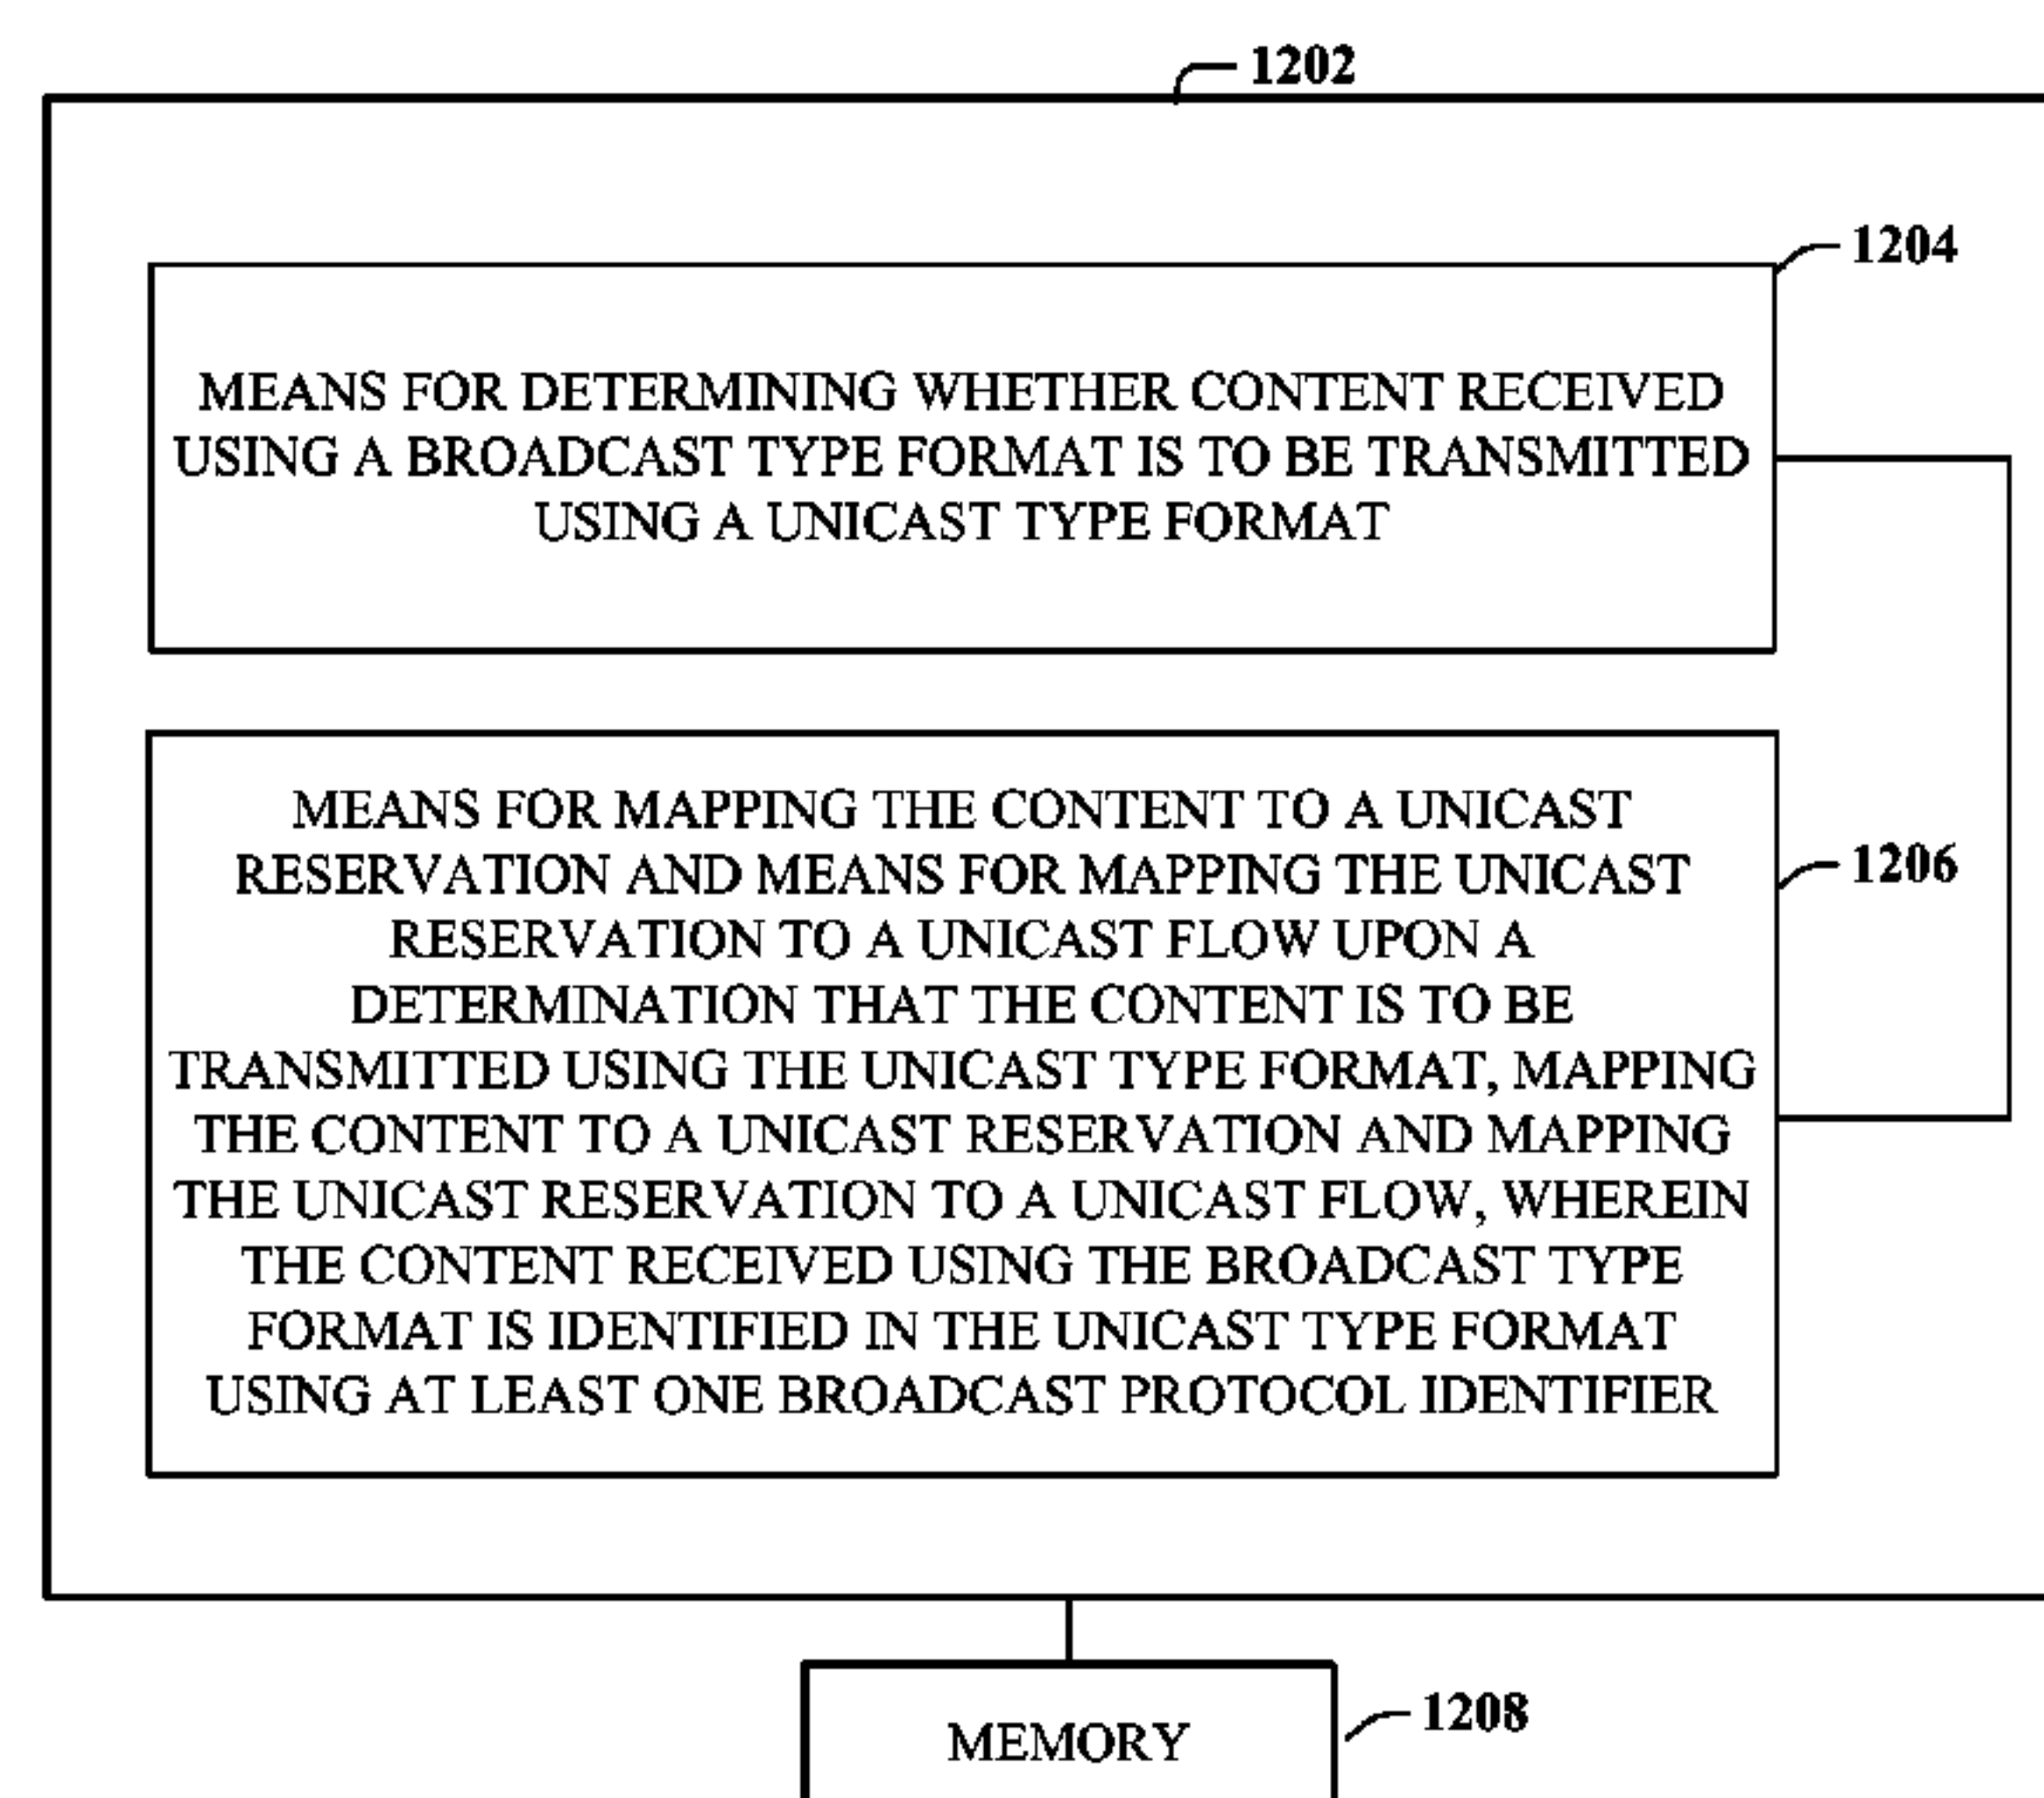 1202
1204
MEANS FOR DETERMINING WHETHER CONTENT RECEIVED
USING A BROADCAST TYPE FORMAT IS TO BE TRANSMITTED
USING A UNICAST TYPE FORMAT
MEANS FOR MAPPING THE CONTENT TO A UNICAST
RESERVATION AND MEANS FOR MAPPING THE UNICAST
RESERVATION TO A UNICAST FLOW UPON A
DETERMINATION THAT THE CONTENT IS TO BE
TRANSMITTED USING THE UNICAST TYPE FORMAT, MAPPING
THE CONTENT TO A UNICAST RESERVATION AND MAPPING
THE UNICAST RESERVATION TO A UNICAST FLOW, WHEREIN
THE CONTENT RECEIVED USING THE BROADCAST TYPE
FORMAT IS IDENTIFIED IN THE UNICAST TYPE FORMAT
USING AT LEAST ONE BROADCAST PROTOCOL IDENTIFIER
1206
MEMORY
1208